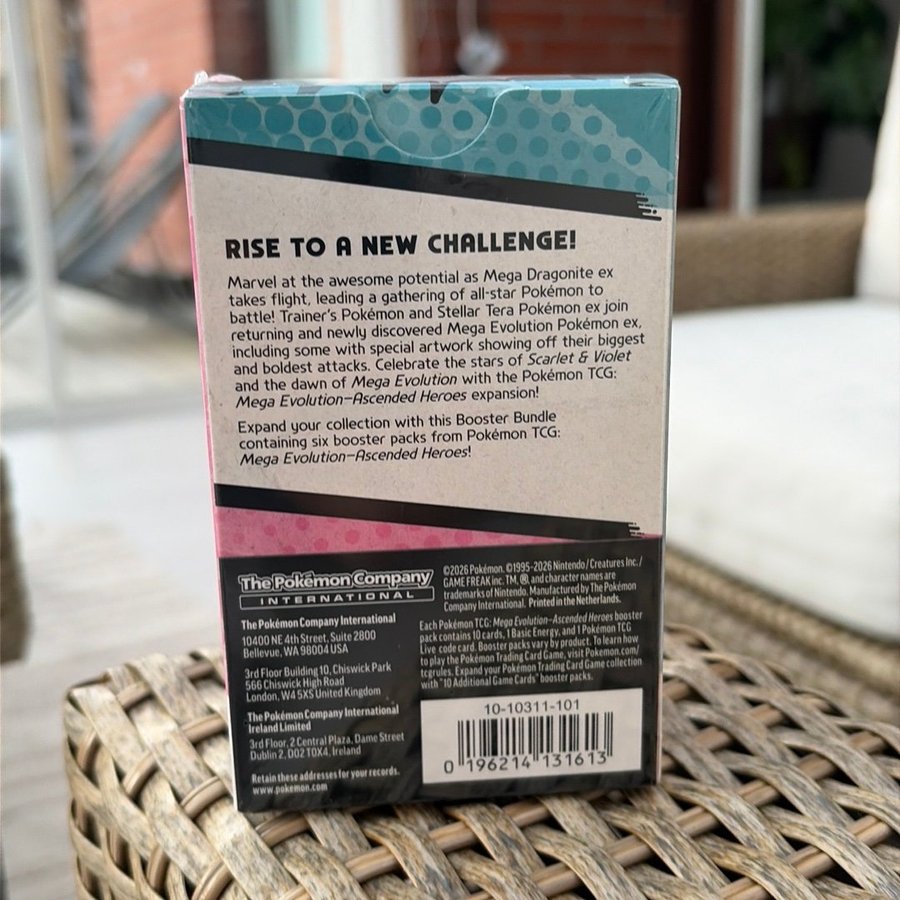 RISE TO A NEW CHALLENGE!
Marvel at the awesome potential as Mega Dragonite ex
takes flight, leading a gathering of all-star Pokémon to
battle! Trainer's Pokémon and Stellar Tera Pokémon ex join
returning and newly discovered Mega Evolution Pokémon ex,
including some with special artwork showing off their biggest
and boldest attacks. Celebrate the stars of Scarlet & Violet
and the dawn of Mega Evolution with the Pokémon TCG:
Mega Evolution—Ascended Heroes expansion!
Expand your collection with this Booster Bundle
containing six booster packs from Pokémon TCG:
Mega Evolution—Ascended Heroes!
The Pokémon Company
INTERNATIONAL
The Pokémon Company International
10400 NE 4th Street, Suite 2800
Bellevue, WA 98004 USA
3rd Floor Building 10, Chiswick Park
566 Chiswick High Road
London, W4 5XS United Kingdom
The Pokémon Company International
Ireland Limited
3rd Floor, 2 Central Plaza, Dame Street
Dublin 2, D02 T0X4, Ireland
Retain these addresses for your records.
www.pokemon.com
©2026 Pokémon. ©1995-2026 Nintendo/Creatures Inc./
GAME FREAK inc. TM, ®, and character names are
trademarks of Nintendo. Manufactured by The Pokémon
Company International. Printed in the Netherlands.
Each Pokémon TCG: Mega Evolution—Ascended Heroes booster
pack contains 10 cards, 1 Basic Energy, and 1 Pokémon TCG
Live code card. Booster packs vary by product. To learn how
to play the Pokémon Trading Card Game, visit Pokemon.com/
tcgrules. Expand your Pokémon Trading Card Game collection
with "10 Additional Game Cards" booster packs.
10-10311-101
0 196214 131613